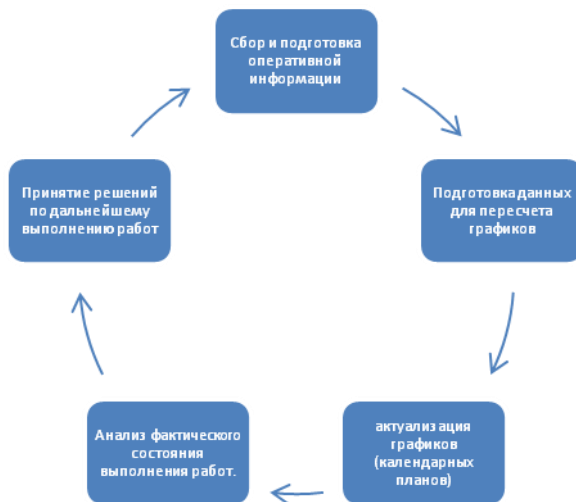 Сбор и подготовка
оперативной
информации
Подготовка данных
для пересчета
графиков
актуализация
графиков
(календарных
планов)
Анализ фактического
состояния
выполнения работ.
Принятие решений
по дальнейшему
выполнению работ